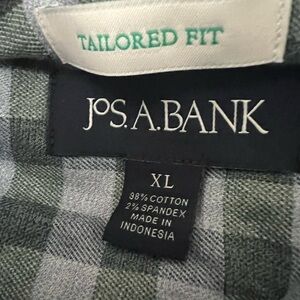 TAILORED FIT
JOS. A. BANK
XL
98% COTTON
2% SPANDEX
MADE IN
INDONESIA